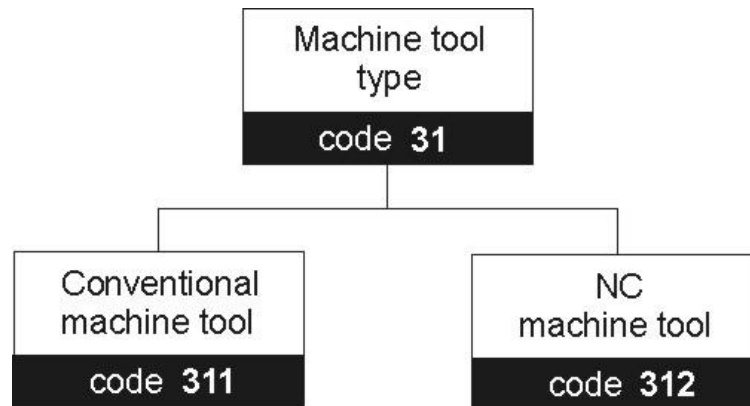 Machine tool
type
code 31
Conventional
machine tool
code 311
NC
machine tool
code 312